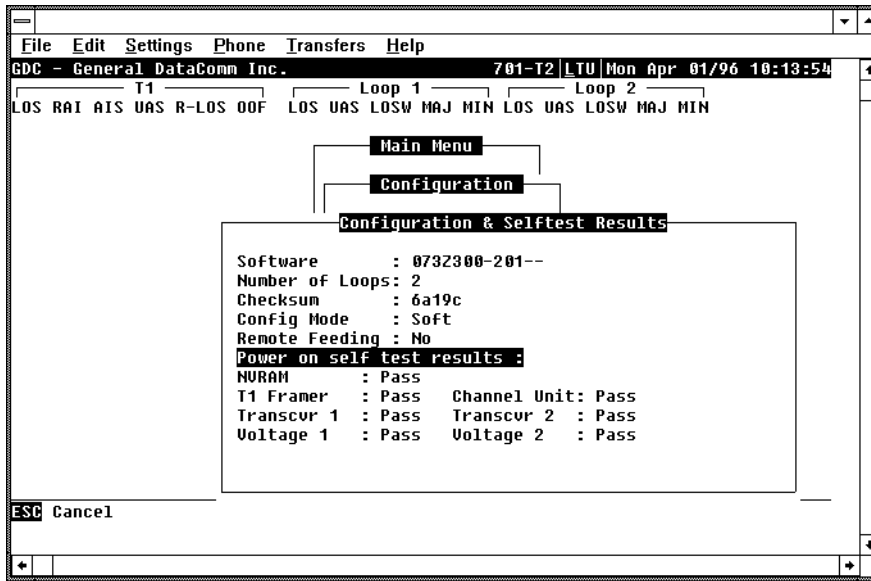 File Edit Settings Phone Transfers Help
GDC - General DataComm Inc. 701-T2 LTU Mon Apr 01/96 10:13:54
T1 Loop 1 Loop 2
LOS RAI AIS UAS R-LOS OOF LOS UAS LOSW MAJ MIN LOS UAS LOSW MAJ MIN
Main Menu
Configuration
Configuration & Selftest Results
Software : 073Z300-201--
Number of Loops: 2
Checksum : 6a19c
Config Mode : Soft
Remote Feeding : No
Power on self test results :
NVRAM : Pass
T1 Framer : Pass Channel Unit: Pass
Transcvr 1 : Pass Transcvr 2 : Pass
Voltage 1 : Pass Voltage 2 : Pass
ESC Cancel